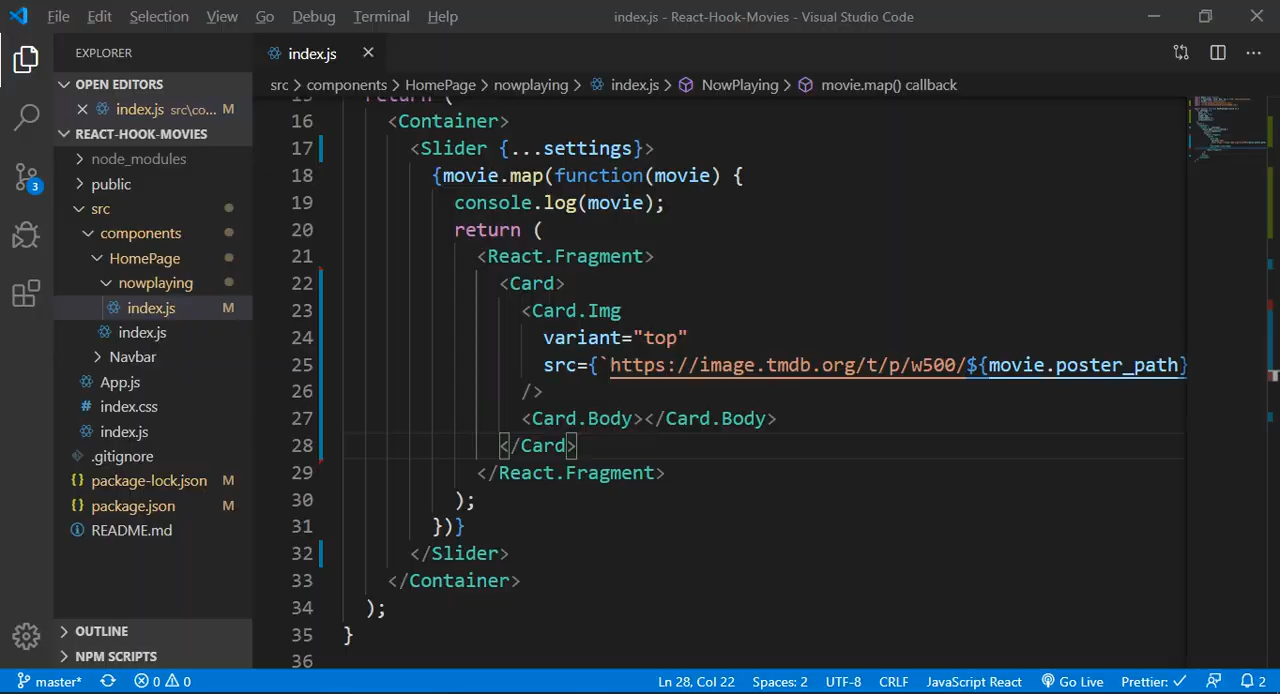 File Edit Selection View Go Debug Terminal Help index.js - React-Hook-Movies - Visual Studio Code
EXPLORER
OPEN EDITORS
index.js src\co... M
REACT-HOOK-MOVIES
node_modules
public
src
components
HomePage
nowplaying
index.js M
index.js
Navbar
App.js
# index.css
index.js
.gitignore
{} package-lock.json M
{} package.json M
README.md
OUTLINE
NPM SCRIPTS
3
index.js
src > components > HomePage > nowplaying > index.js > NowPlaying > movie.map() callback
return (
16 <Container>
17 <Slider {...settings}>
18 {movie.map(function(movie) {
19 console.log(movie);
20 return (
21 <React.Fragment>
22 <Card>
23 <Card.Img
24 variant="top"
25 src={`https://image.tmdb.org/t/p/w500/${movie.poster_path}
26 />
27 <Card.Body></Card.Body>
28 </Card>
29 </React.Fragment>
30 );
31 })}
32 </Slider>
33 </Container>
34 );
35 }
36
master* 0 0 Ln 28, Col 22 Spaces: 2 UTF-8 CRLF JavaScript React Go Live Prettier: ✓ 2